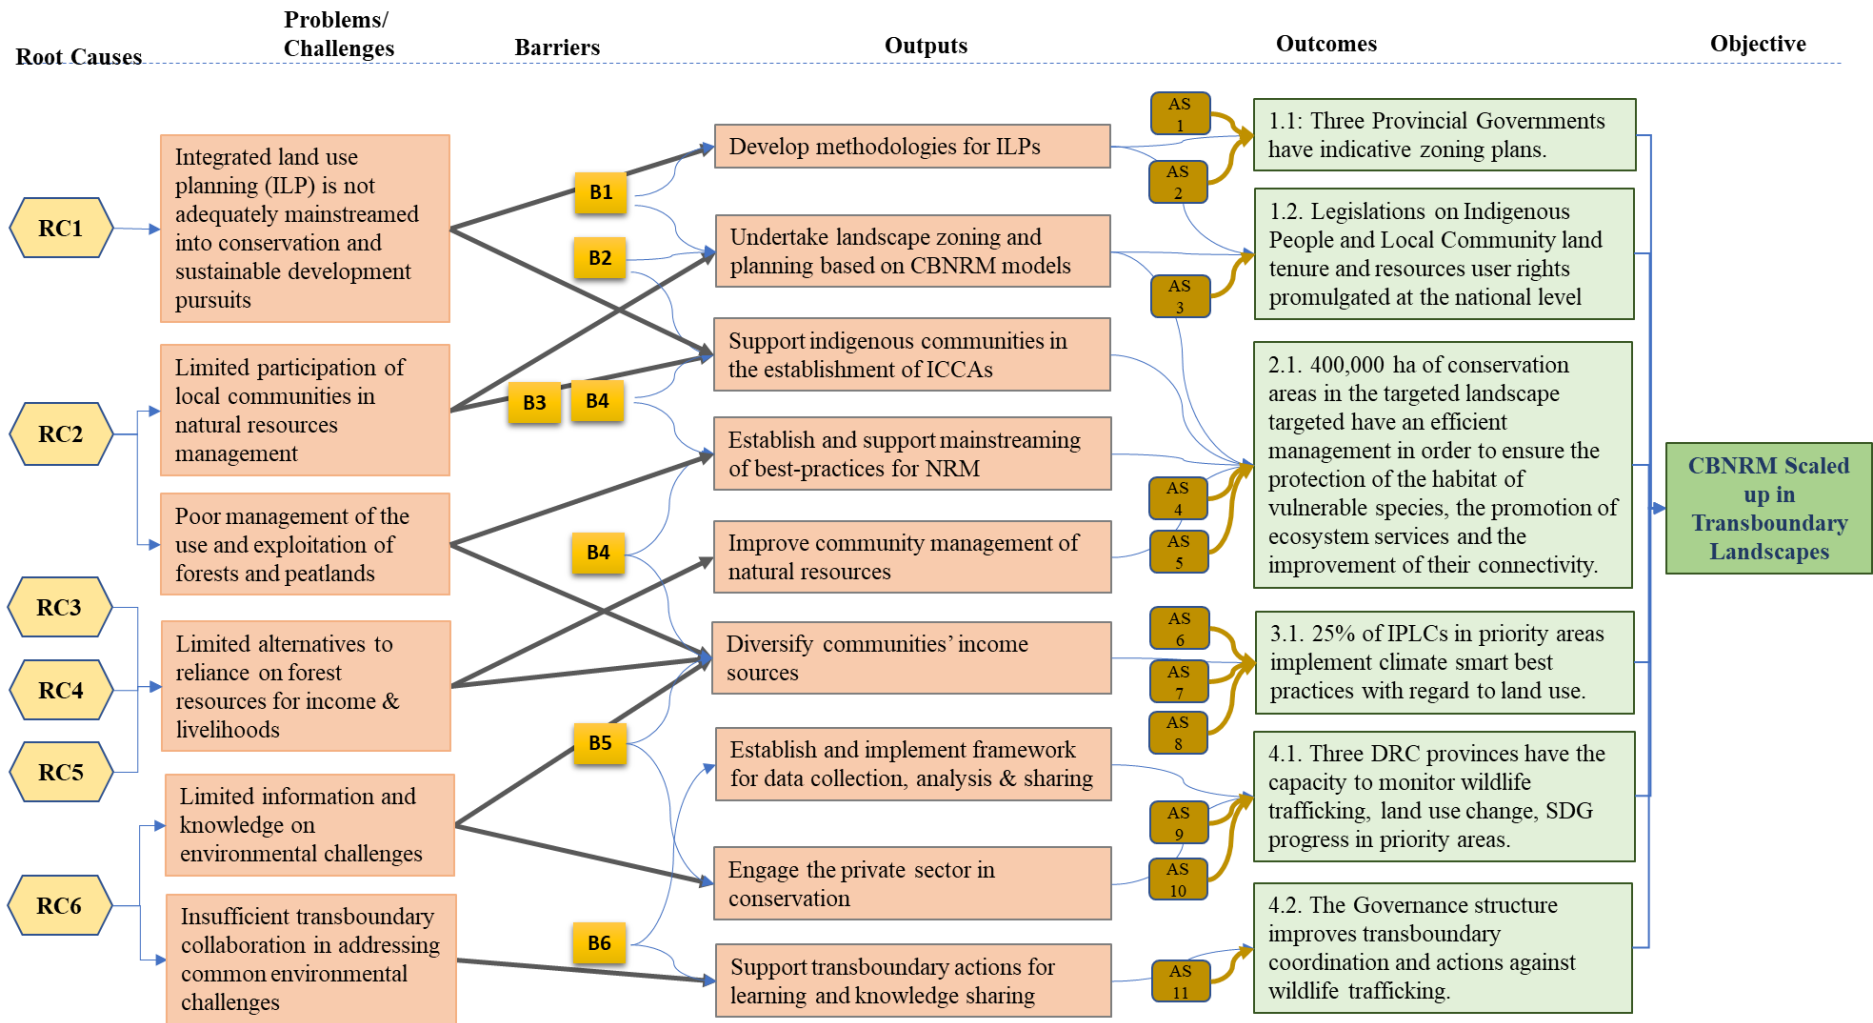 Root Causes
Problems/
Challenges
Barriers
Outputs
Outcomes
Objective
RC1
RC2
RC3
RC4
RC5
RC6
Integrated land use
planning (ILP) is not
adequately mainstreamed
into conservation and
sustainable development
pursuits
Limited participation of
local communities in
natural resources
management
Poor management of the
use and exploitation of
forests and peatlands
Limited alternatives to
reliance on forest
resources for income &
livelihoods
Limited information and
knowledge on
environmental challenges
Insufficient transboundary
collaboration in addressing
common environmental
challenges
B1
B2
B3
B4
B4
B5
B6
Develop methodologies for ILPs
Undertake landscape zoning and
planning based on CBNRM models
Support indigenous communities in
the establishment of ICCAs
Establish and support mainstreaming
of best-practices for NRM
Improve community management of
natural resources
Diversify communities’ income
sources
Establish and implement framework
for data collection, analysis & sharing
Engage the private sector in
conservation
Support transboundary actions for
learning and knowledge sharing
AS
1
AS
2
AS
3
AS
4
AS
5
AS
6
AS
7
AS
8
AS
9
AS
10
AS
11
1.1: Three Provincial Governments
have indicative zoning plans.
1.2. Legislations on Indigenous
People and Local Community land
tenure and resources user rights
promulgated at the national level
2.1. 400,000 ha of conservation
areas in the targeted landscape
targeted have an efficient
management in order to ensure the
protection of the habitat of
vulnerable species, the promotion of
ecosystem services and the
improvement of their connectivity.
3.1. 25% of IPLCs in priority areas
implement climate smart best
practices with regard to land use.
4.1. Three DRC provinces have the
capacity to monitor wildlife
trafficking, land use change, SDG
progress in priority areas.
4.2. The Governance structure
improves transboundary
coordination and actions against
wildlife trafficking.
CBNRM Scaled
up in
Transboundary
Landscapes